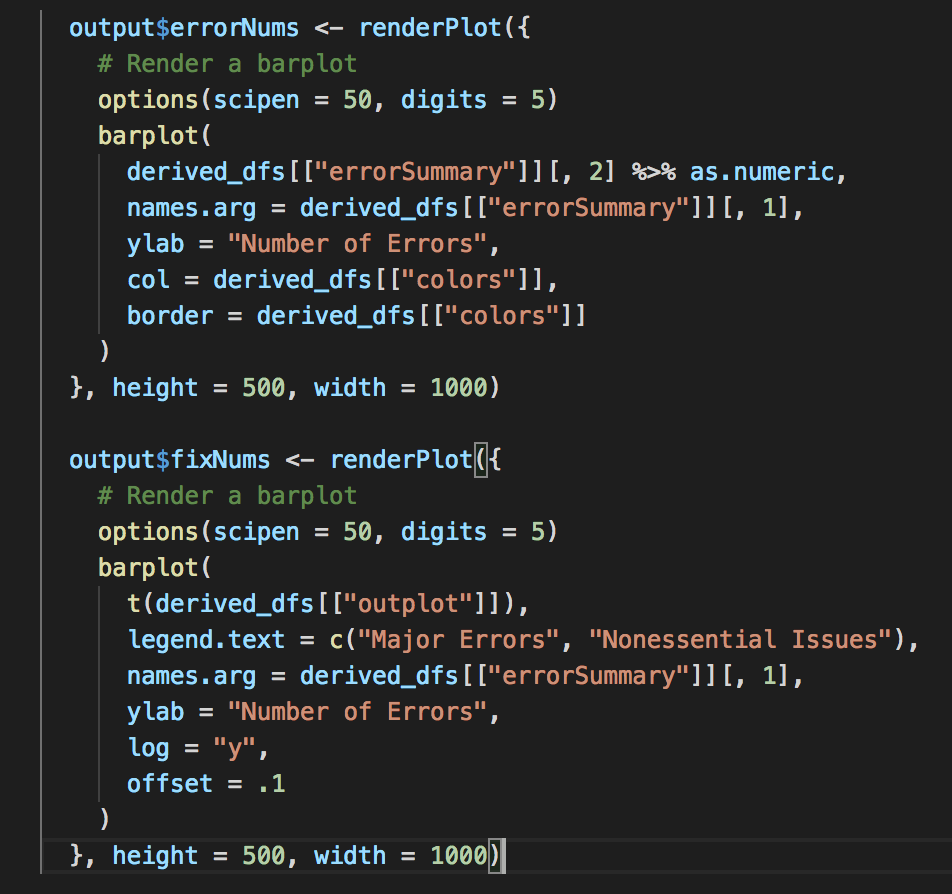 output$errorNums <- renderPlot({
# Render a barplot
options(scipen = 50, digits = 5)
barplot(
derived_dfs[["errorSummary"]][, 2] %>% as.numeric,
names.arg = derived_dfs[["errorSummary"]][, 1],
ylab = "Number of Errors",
col = derived_dfs[["colors"]],
border = derived_dfs[["colors"]]
)
}, height = 500, width = 1000)
output$fixNums <- renderPlot({
# Render a barplot
options(scipen = 50, digits = 5)
barplot(
t(derived_dfs[["outplot"]]),
legend.text = c("Major Errors", "Nonessential Issues"),
names.arg = derived_dfs[["errorSummary"]][, 1],
ylab = "Number of Errors",
log = "y",
offset = .1
)
}, height = 500, width = 1000)